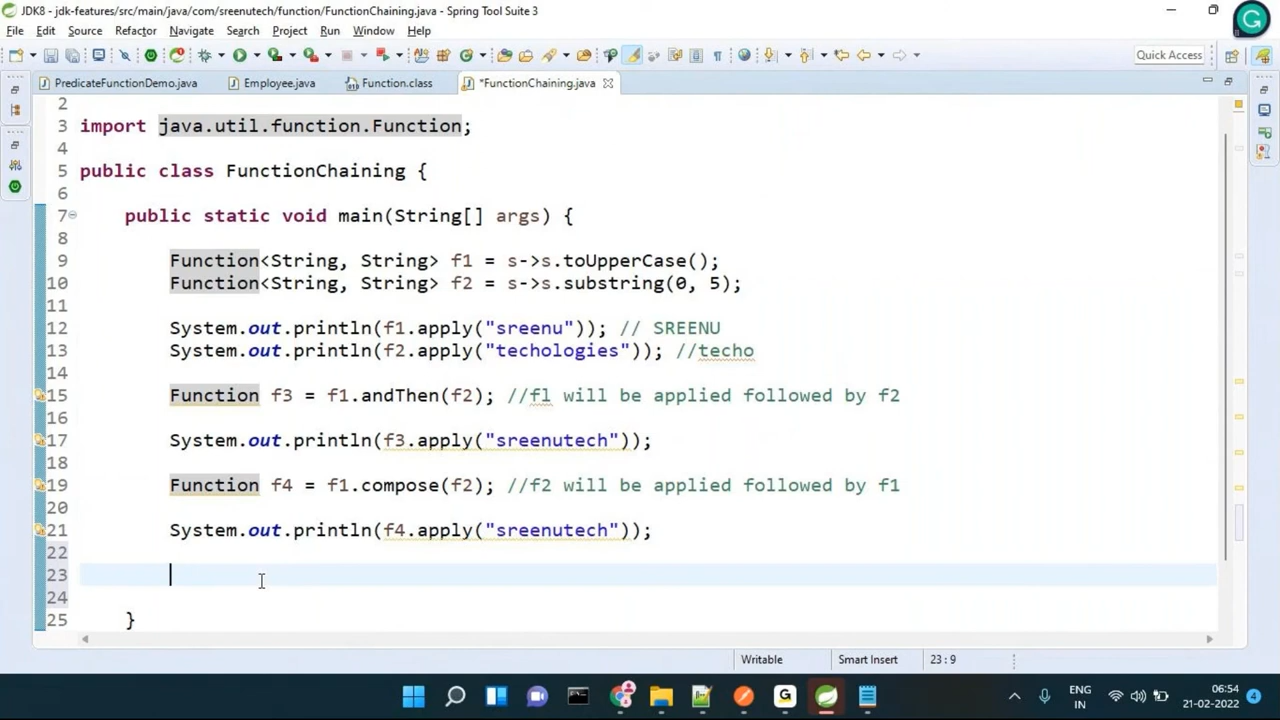 JDK8 - jdk-features/src/main/java/com/sreenutech/function/FunctionChaining.java - Spring Tool Suite 3
File Edit Source Refactor Navigate Search Project Run Window Help
Quick Access
PredicateFunctionDemo.java Employee.java Function.class *FunctionChaining.java
2
3 import java.util.function.Function;
4
5 public class FunctionChaining {
6
7 public static void main(String[] args) {
8
9 Function<String, String> f1 = s->s.toUpperCase();
10 Function<String, String> f2 = s->s.substring(0, 5);
11
12 System.out.println(f1.apply("sreenu")); // SREENU
13 System.out.println(f2.apply("techologies")); //techo
14
15 Function f3 = f1.andThen(f2); //fl will be applied followed by f2
16
17 System.out.println(f3.apply("sreenutech"));
18
19 Function f4 = f1.compose(f2); //f2 will be applied followed by f1
20
21 System.out.println(f4.apply("sreenutech"));
22
23
24
25 }
Writable Smart Insert 23 : 9
ENG 06:54
IN 21-02-2022 4